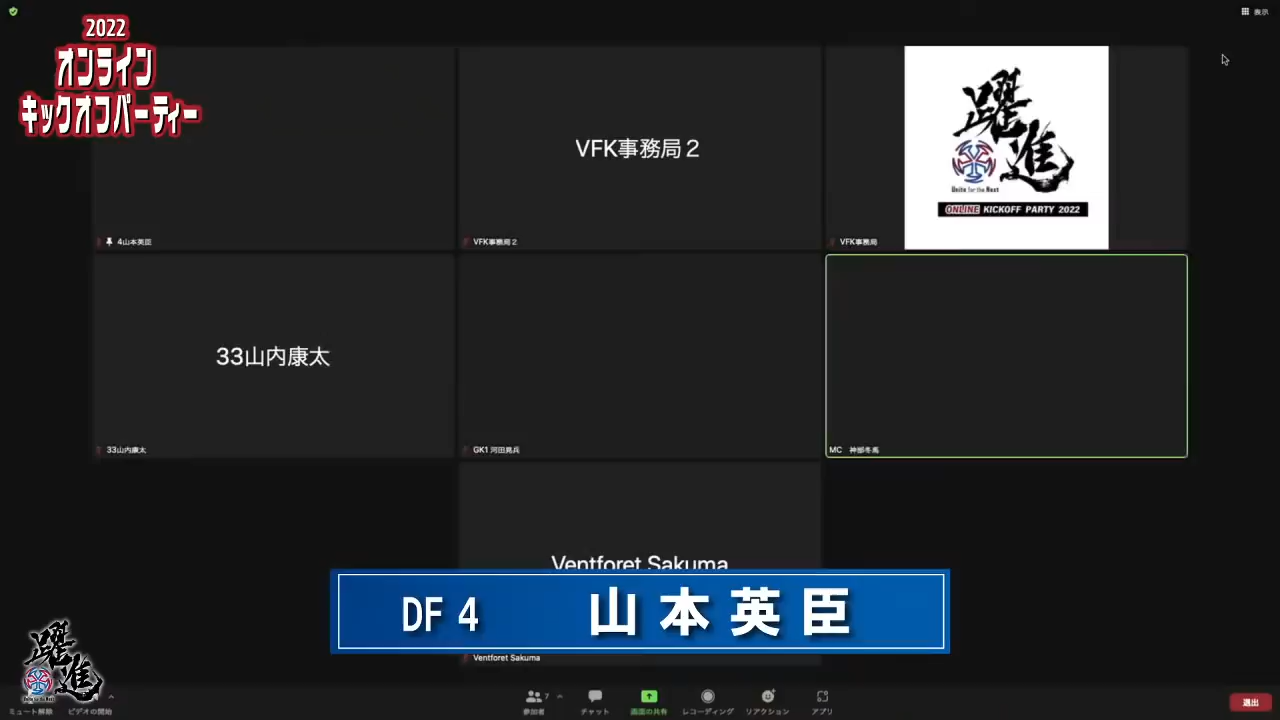 表示
2022
オンライン
キックオフパーティー
VFK事務局２
躍進
Unite for the Next
ONLINE KICKOFF PARTY 2022
4山本英臣
VFK事務局２
VFK事務局
33山内康太
33山内康太
GK1 河田晃兵
MC 神部冬馬
Ventforet Sakuma
DF 4 山本英臣
Ventforet Sakuma
躍進
ミュート解除
ビデオの開始
7
参加者
チャット
画面の共有
レコーディング
リアクション
アプリ
退出